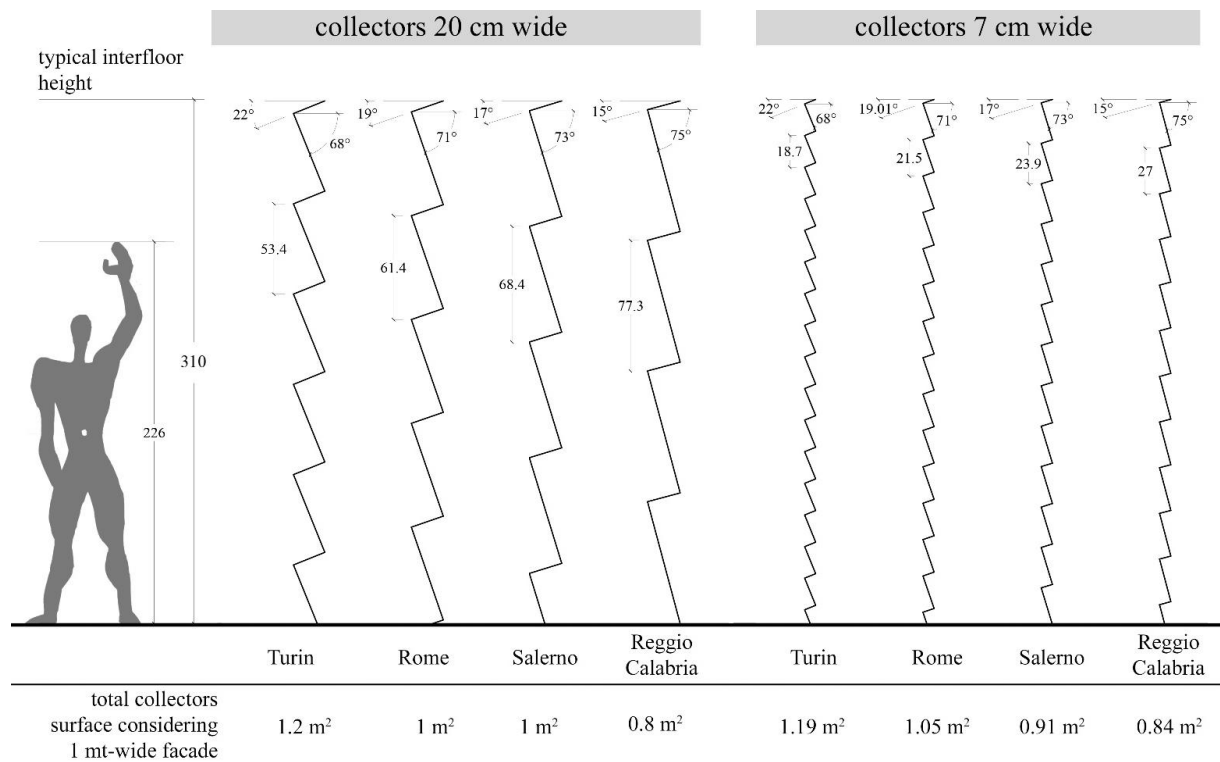 collectors 20 cm wide
collectors 7 cm wide
typical interfloor
height
22°
68°
19°
71°
17°
73°
15°
75°
22°
68°
19.01°
71°
17°
73°
15°
75°
18.7
21.5
23.9
27
53.4
61.4
68.4
77.3
310
226
Turin
Rome
Salerno
Reggio
Calabria
Turin
Rome
Salerno
Reggio
Calabria
total collectors
surface considering
1 mt-wide facade
1.2 m²
1 m²
1 m²
0.8 m²
1.19 m²
1.05 m²
0.91 m²
0.84 m²